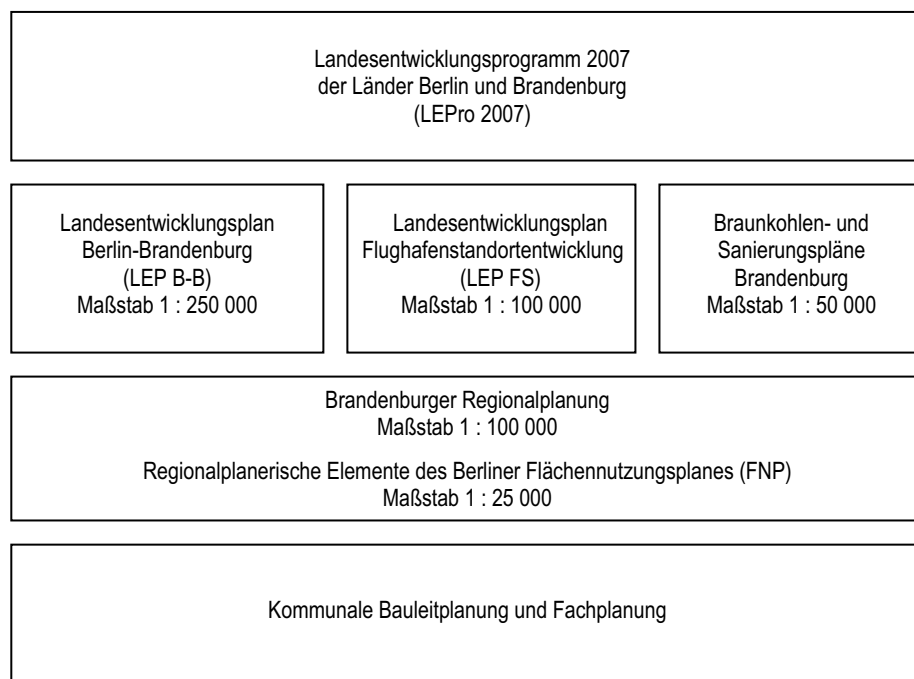 Landesentwicklungsprogramm 2007
der Länder Berlin und Brandenburg
(LEPro 2007)
Landesentwicklungsplan
Berlin-Brandenburg
(LEP B-B)
Maßstab 1 : 250 000
Landesentwicklungsplan
Flughafenstandortentwicklung
(LEP FS)
Maßstab 1 : 100 000
Braunkohlen- und
Sanierungspläne
Brandenburg
Maßstab 1 : 50 000
Brandenburger Regionalplanung
Maßstab 1 : 100 000
Regionalplanerische Elemente des Berliner Flächennutzungsplanes (FNP)
Maßstab 1 : 25 000
Kommunale Bauleitplanung und Fachplanung